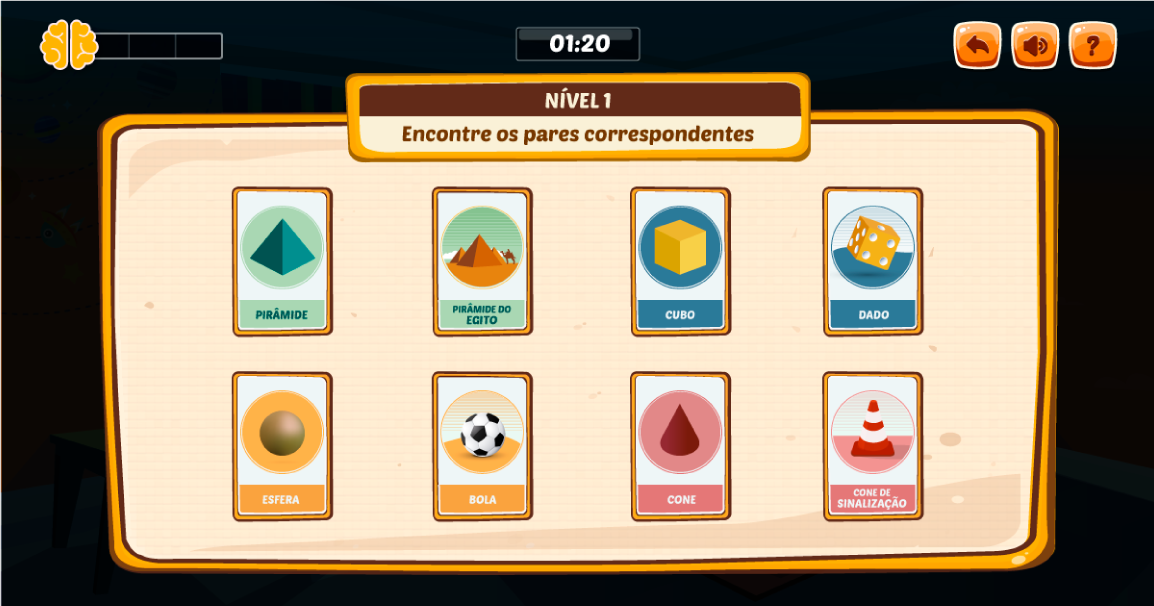 01:20
NÍVEL 1
Encontre os pares correspondentes
PIRÂMIDE
PIRÂMIDE DO
EGITO
CUBO
DADO
ESFERA
BOLA
CONE
CONE DE
SINALIZAÇÃO
?